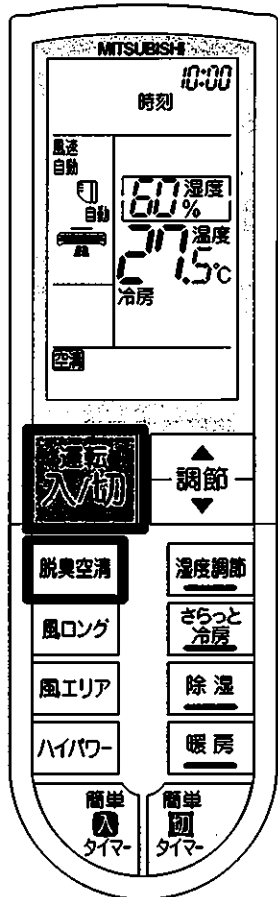 MITSUBISHI
10:00
時刻
風速
自動
自動
60%湿度
27.5℃温度
冷房
空清
運転
入/切
▲
調節
▼
脱臭空清
湿度調節
風ロング
さらっと
冷房
風エリア
除湿
ハイパワー
暖房
簡単
入
タイマー
簡単
切
タイマー